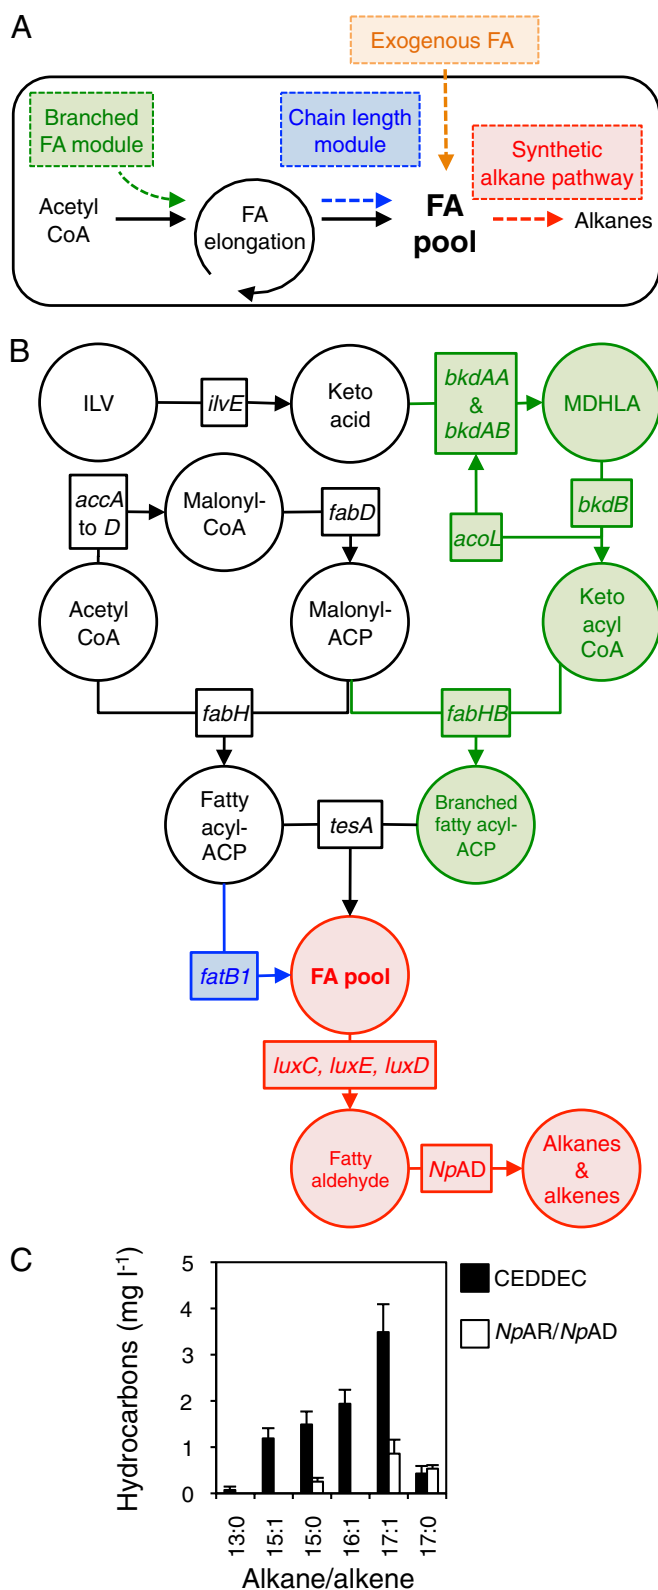 A
Exogenous FA
Branched
FA module
Chain length
module
Synthetic
alkane pathway
Acetyl
CoA
FA
elongation
FA
pool
Alkanes
B
ILV
ilvE
Keto
acid
bkdAA
&
bkdAB
MDHLA
accA
to D
Malonyl-
CoA
fabD
acoL
bkdB
Acetyl
CoA
Malonyl-
ACP
Keto
acyl
CoA
fabH
fabHB
Fatty
acyl-
ACP
tesA
Branched
fatty acyl-
ACP
fatB1
FA pool
luxC, luxE, luxD
Fatty
aldehyde
NpAD
Alkanes
&
alkenes
C
Hydrocarbons (mg l-1)
5
4
3
2
1
0
13:0
15:1
15:0
16:1
17:1
17:0
Alkane/alkene
CEDDEC
NpAR/NpAD